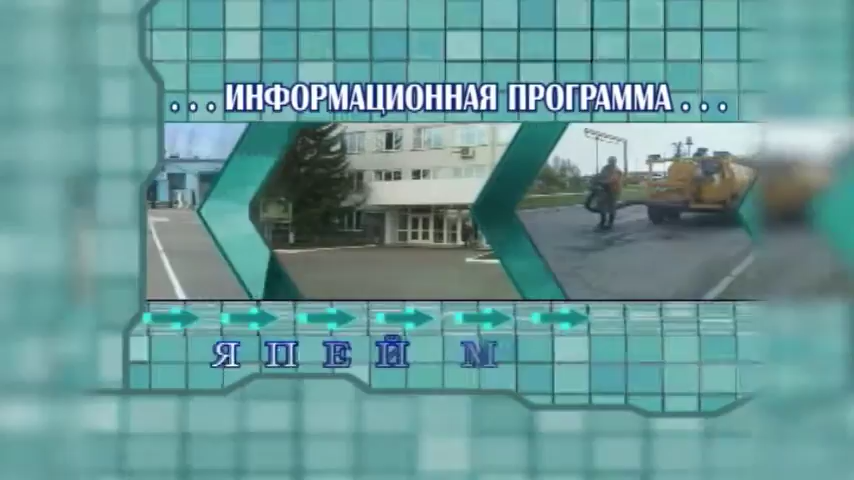 . . . ИНФОРМАЦИОННАЯ ПРОГРАММА . . .
Я П Е Й М